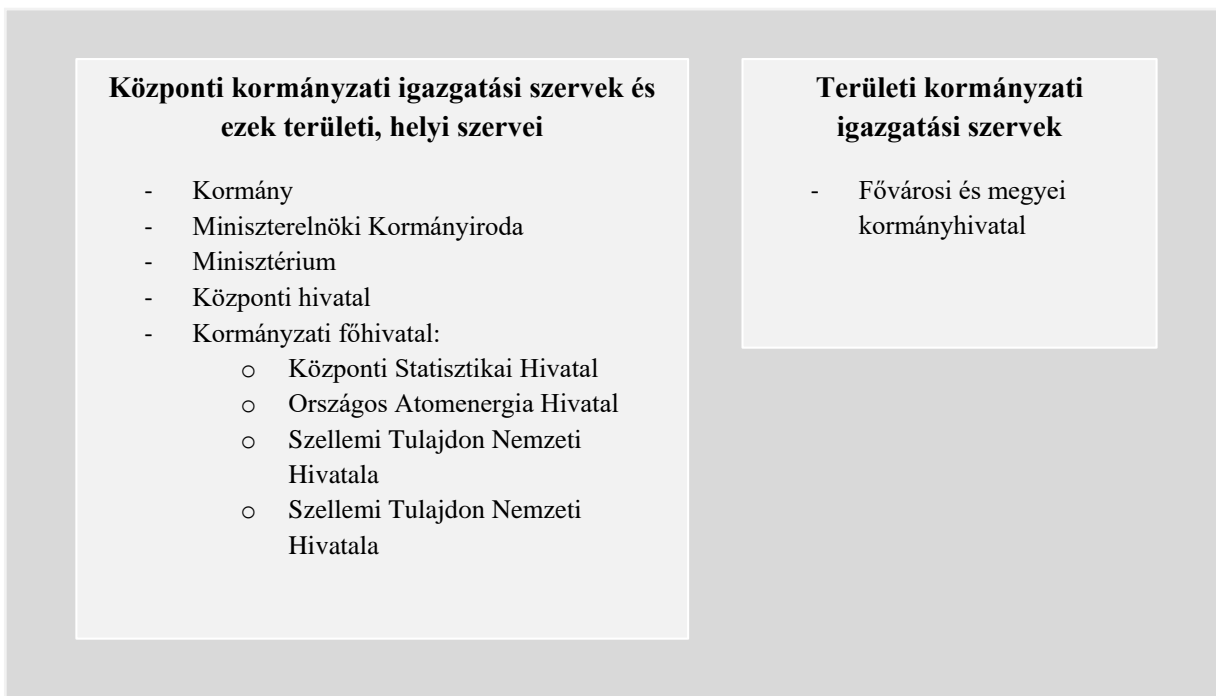 Központi kormányzati igazgatási szervek és
ezek területi, helyi szervei
- Kormány
- Miniszterelnöki Kormányiroda
- Minisztérium
- Központi hivatal
- Kormányzati főhivatal:
o Központi Statisztikai Hivatal
o Országos Atomenergia Hivatal
o Szellemi Tulajdon Nemzeti
Hivatala
o Szellemi Tulajdon Nemzeti
Hivatala
Területi kormányzati
igazgatási szervek
- Fővárosi és megyei
kormányhivatal